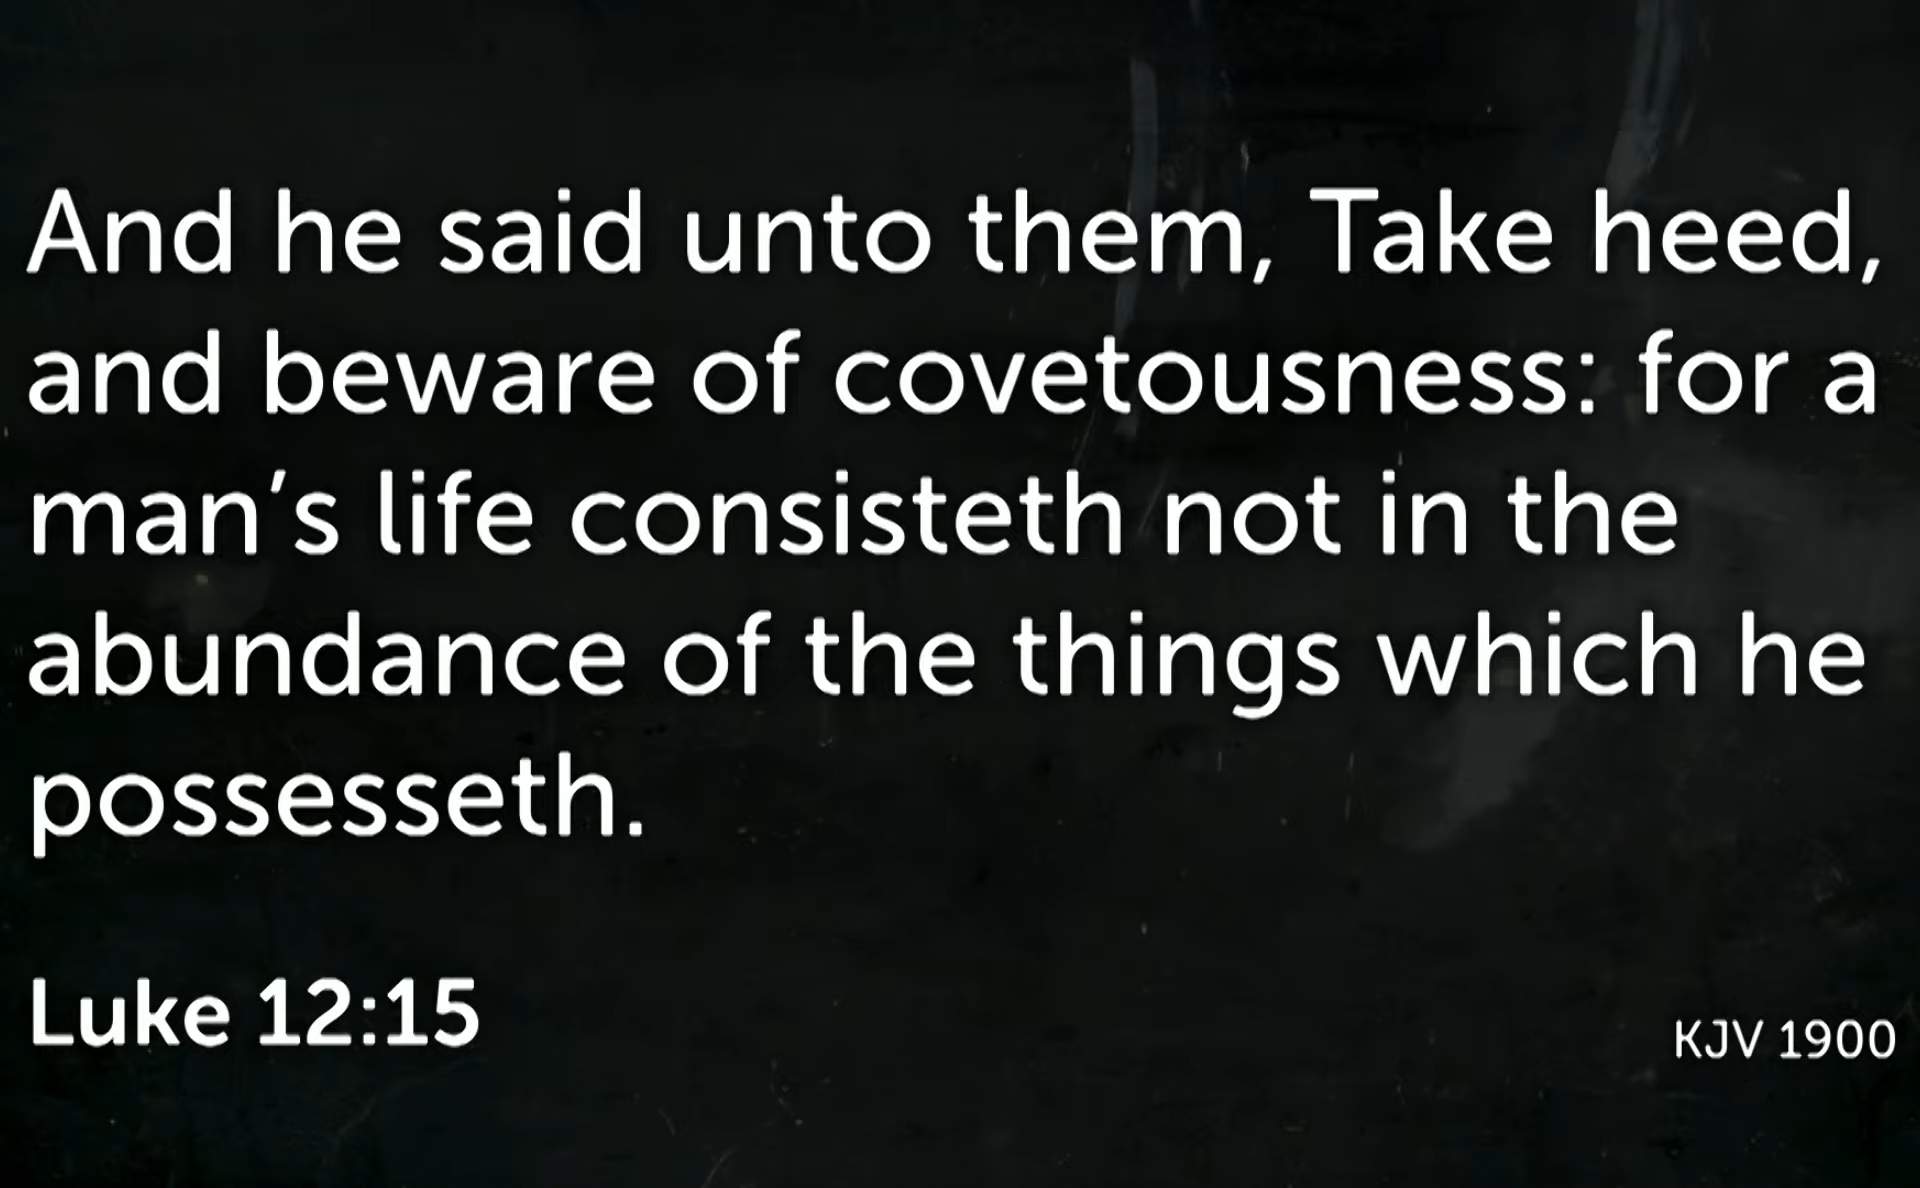 And he said unto them, Take heed,
and beware of covetousness: for a
man’s life consisteth not in the
abundance of the things which he
possesseth.
Luke 12:15
KJV 1900